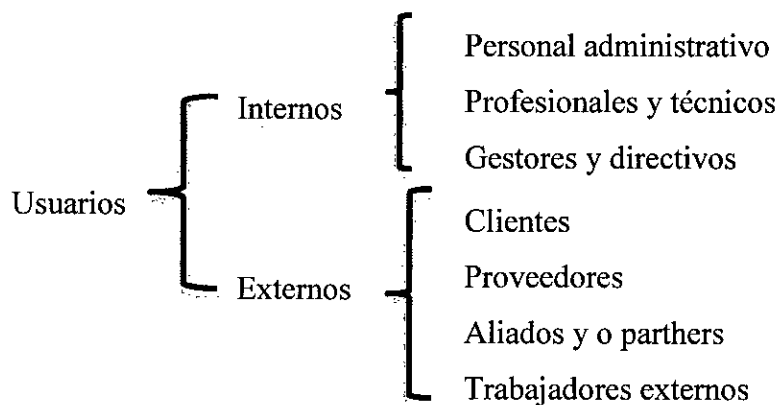 Usuarios
Internos
Personal administrativo
Profesionales y técnicos
Gestores y directivos
Externos
Clientes
Proveedores
Aliados y o parthers
Trabajadores externos